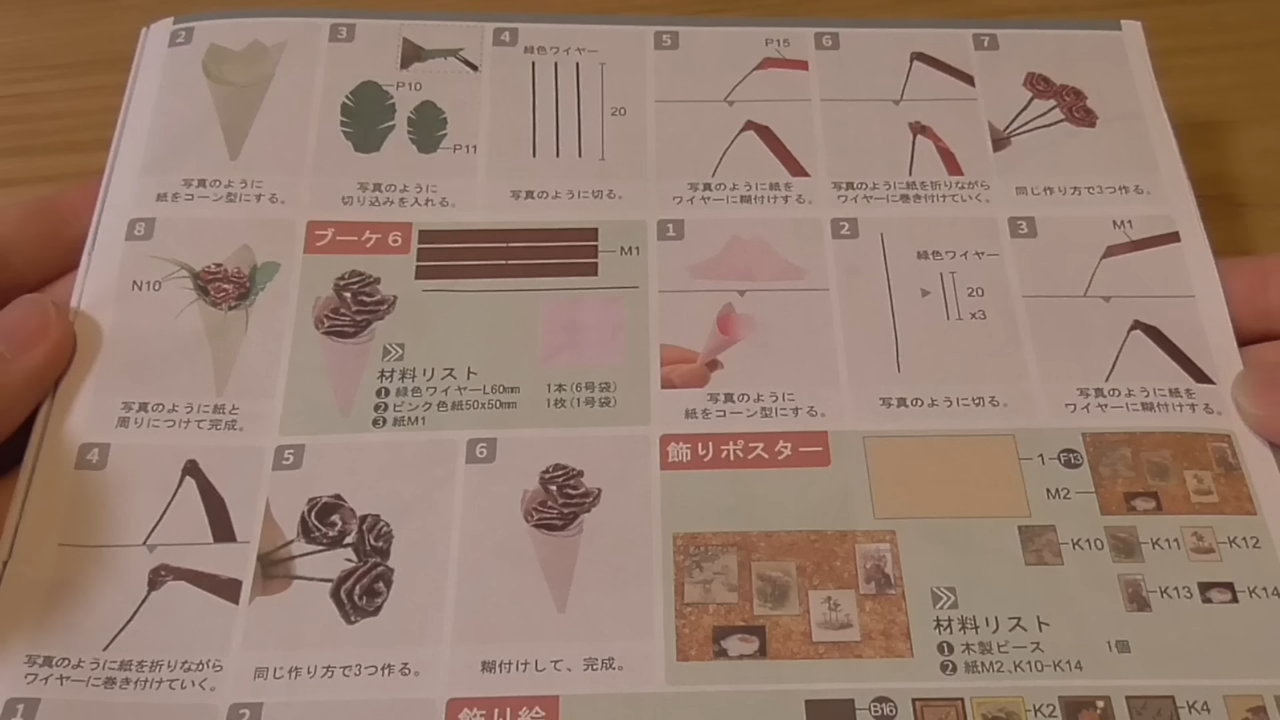 2
写真のように
紙をコーン型にする。
3
P10
P11
写真のように
切り込みを入れる。
4
緑色ワイヤー
20
写真のように切る。
5
P15
写真のように紙を
ワイヤーに糊付けする。
6
写真のように紙を折りながら
ワイヤーに巻き付けていく。
7
同じ作り方で3つ作る。
8
N10
写真のように紙と
周りにつけて完成。
ブーケ6
M1
材料リスト
❶ 緑色ワイヤーL60mm 1本(6号袋)
❷ ピンク色紙50x50mm 1枚(1号袋)
❸ 紙M1
1
写真のように
紙をコーン型にする。
2
緑色ワイヤー
20
x3
写真のように切る。
3
M1
写真のように紙を
ワイヤーに糊付けする。
4
写真のように紙を折りながら
ワイヤーに巻き付けていく。
5
同じ作り方で3つ作る。
6
糊付けして、完成。
飾りポスター
1-F13
M2
K10
K11
K12
K13
K14
材料リスト
❶ 木製ピース 1個
❷ 紙M2、K10-K14
1
2
飾り絵
B16
K2
K4